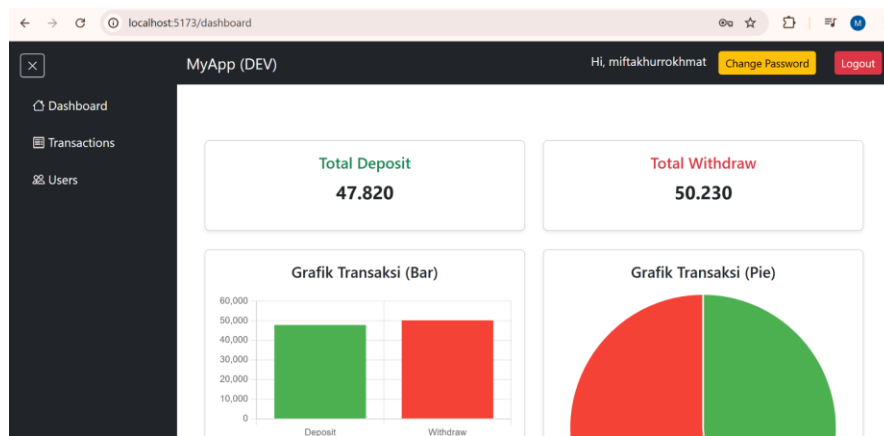 localhost:5173/dashboard
M
MyApp (DEV)
Hi, miftakhurrokhmat
Change Password
Logout
Dashboard
Transactions
Users
Total Deposit
47.820
Total Withdraw
50.230
Grafik Transaksi (Bar)
60,000
50,000
40,000
30,000
20,000
10,000
0
Deposit
Withdraw
Grafik Transaksi (Pie)